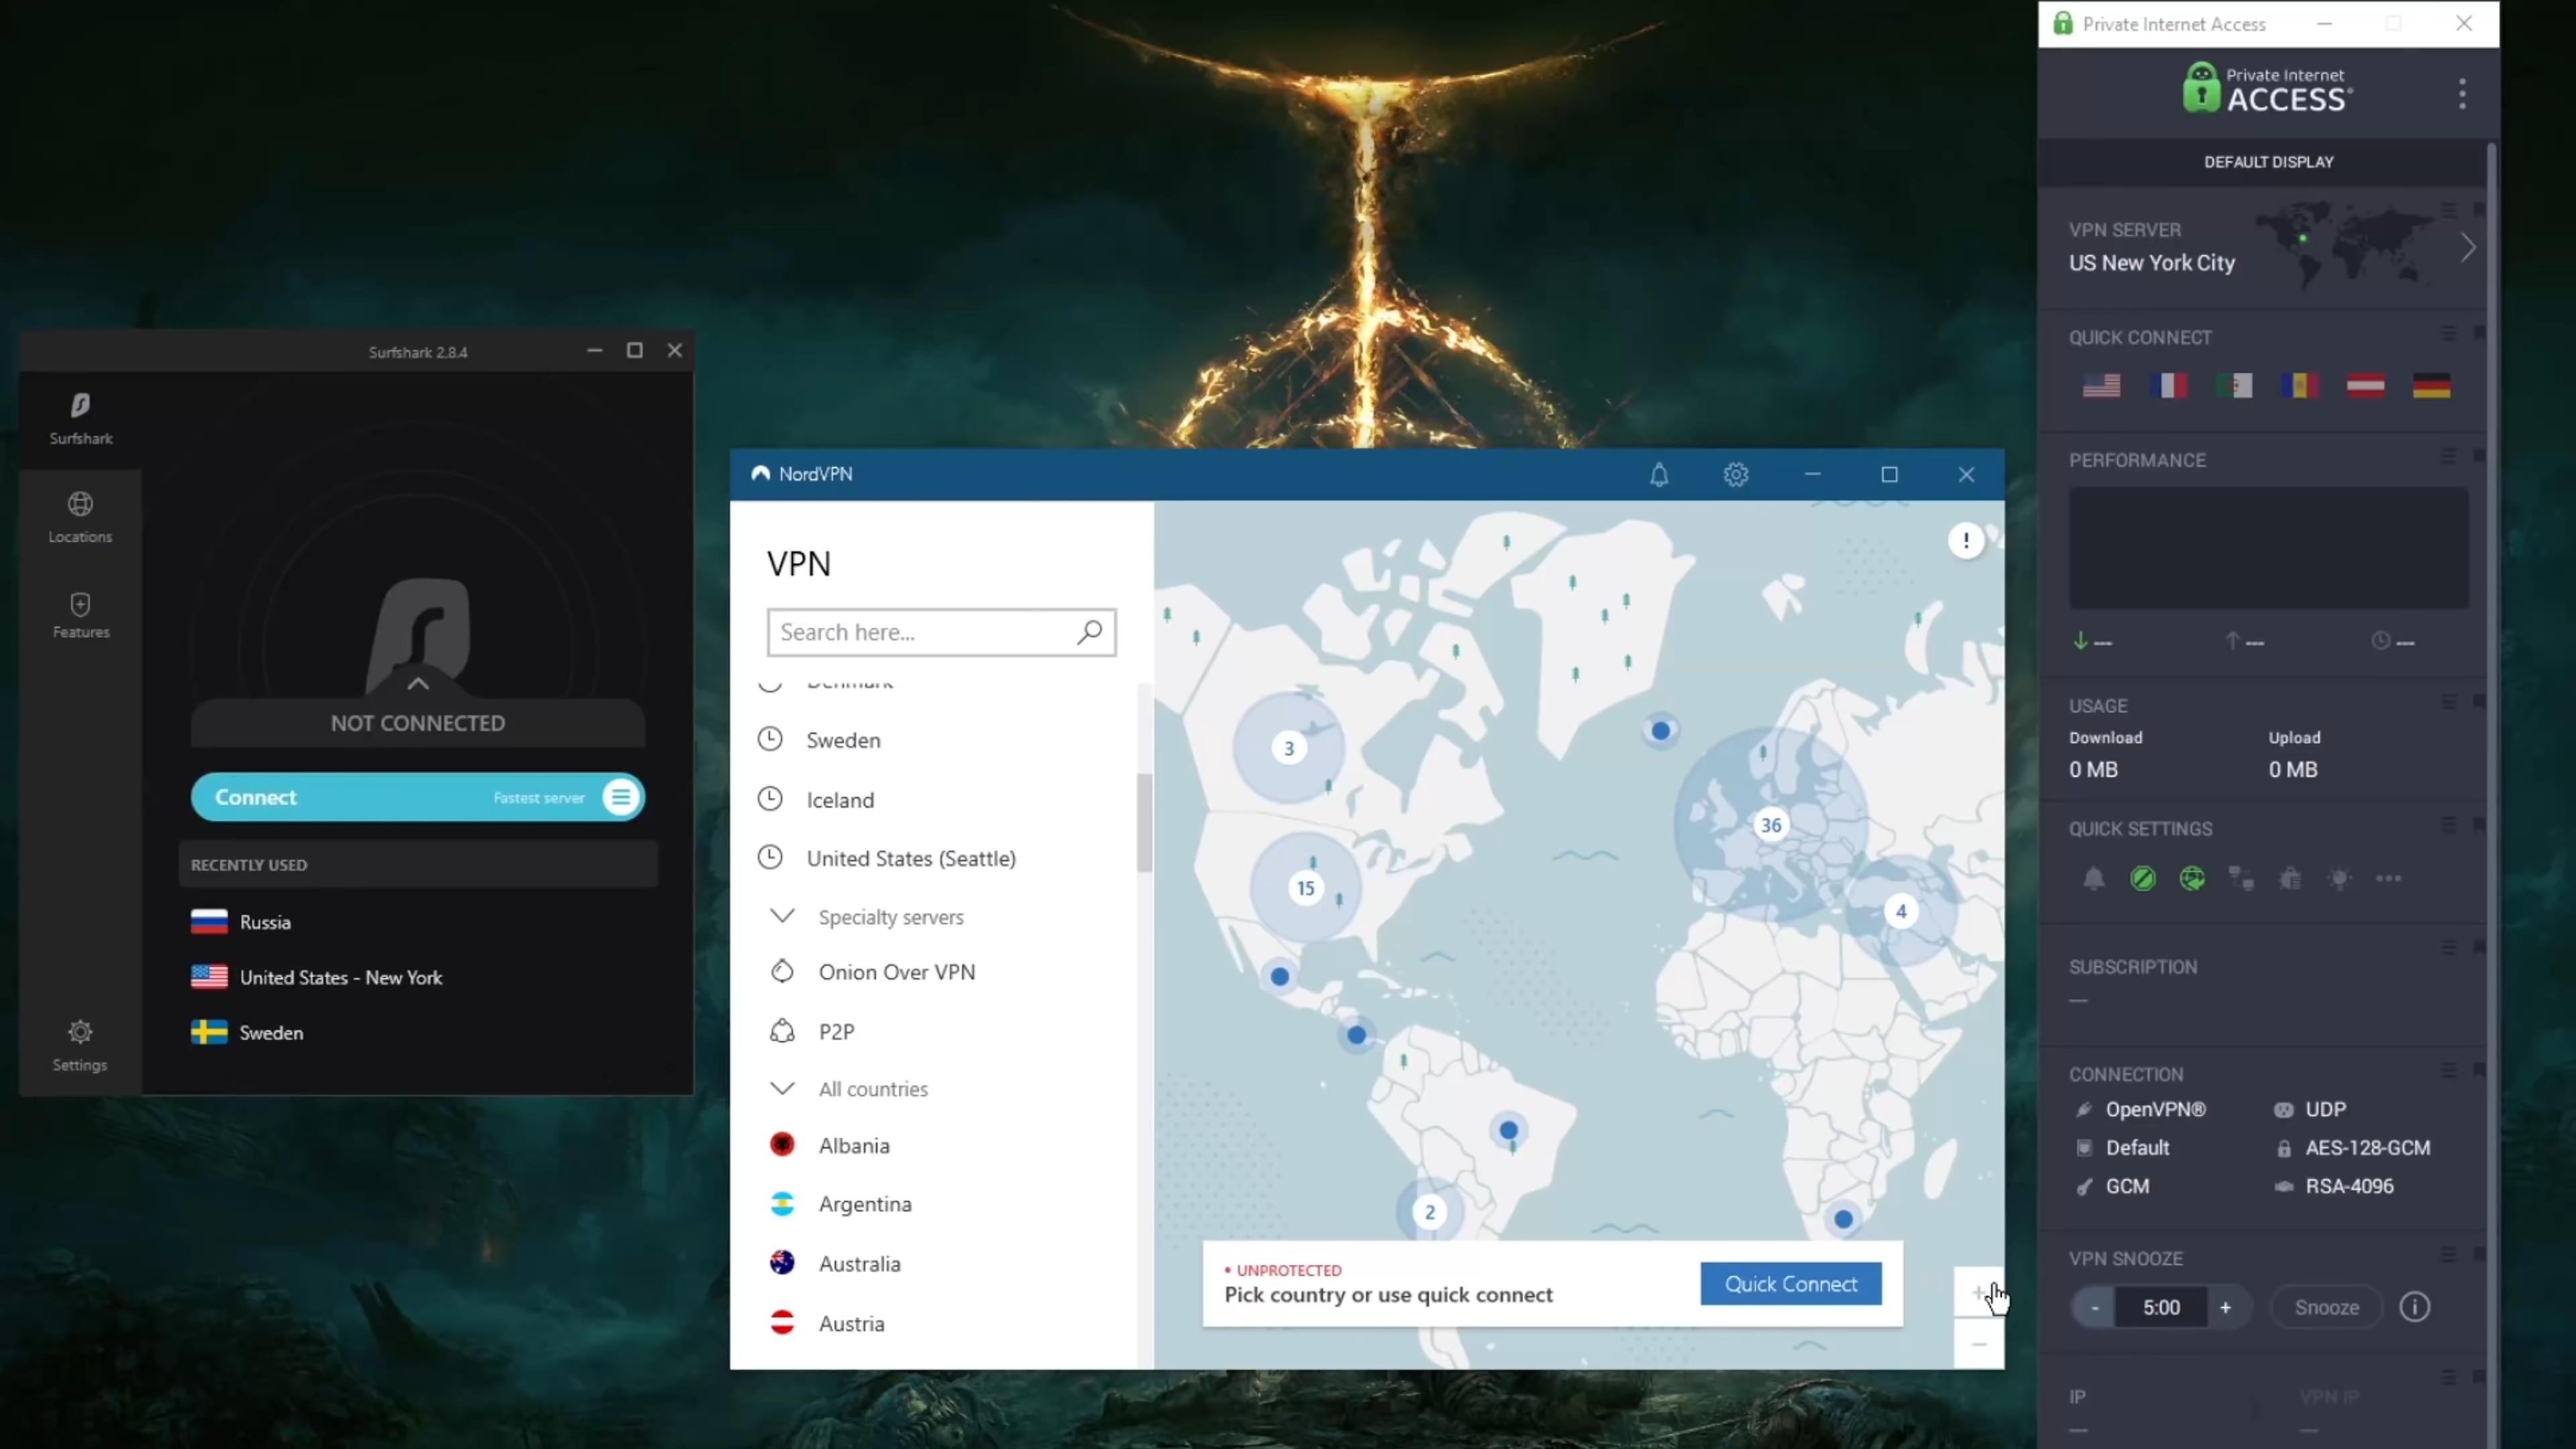 Surfshark 2.8.4
Surfshark
Locations
Features
Settings
NOT CONNECTED
Connect
Fastest server
RECENTLY USED
Russia
United States - New York
Sweden
NordVPN
VPN
Search here...
Denmark
Sweden
Iceland
United States (Seattle)
Specialty servers
Onion Over VPN
P2P
All countries
Albania
Argentina
Australia
Austria
3
15
36
4
2
!
• UNPROTECTED
Pick country or use quick connect
Quick Connect
+
−
Private Internet Access
Private Internet
ACCESS®
DEFAULT DISPLAY
VPN SERVER
US New York City
QUICK CONNECT
PERFORMANCE
---
---
---
USAGE
Download Upload
0 MB 0 MB
QUICK SETTINGS
SUBSCRIPTION
—
CONNECTION
OpenVPN® UDP
Default AES-128-GCM
GCM RSA-4096
VPN SNOOZE
- 5:00 + Snooze i
IP VPN IP
— —